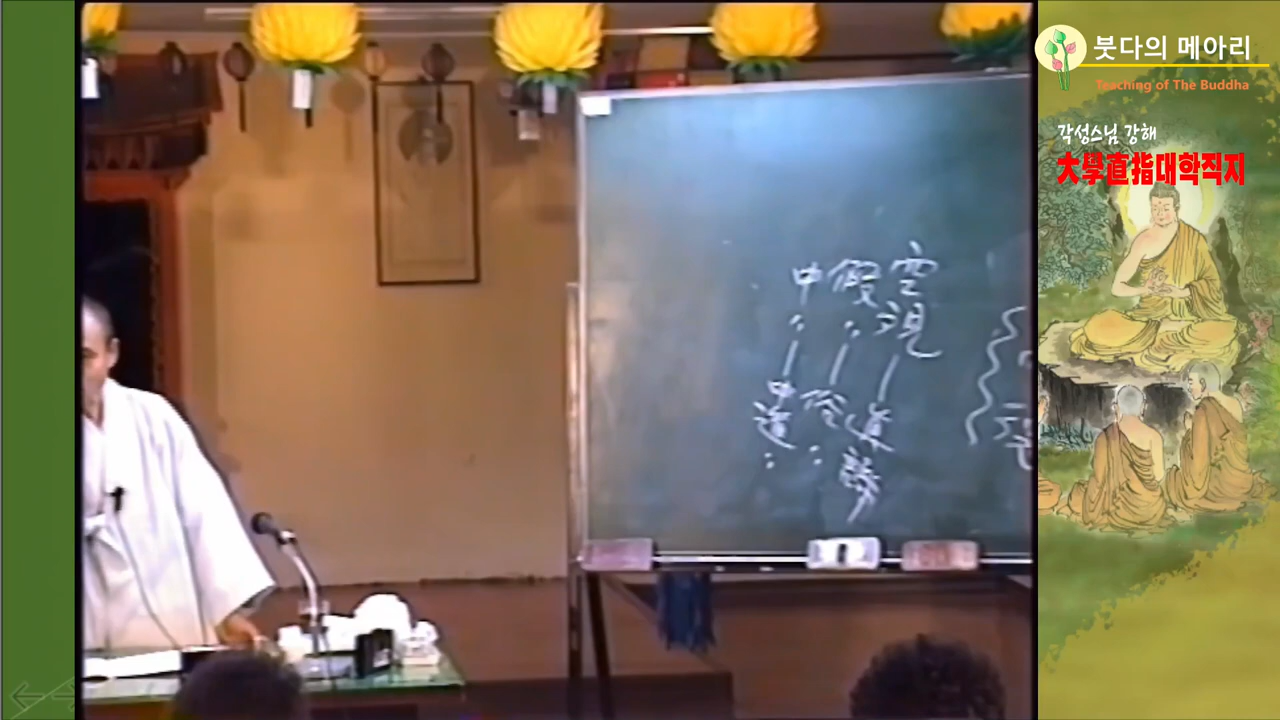 붓다의 메아리
Teaching of The Buddha
각성스님 강해
大學直指대학직지
空觀 — 眞諦
假 〃 — 俗 〃
中 〃 — 中道 〃